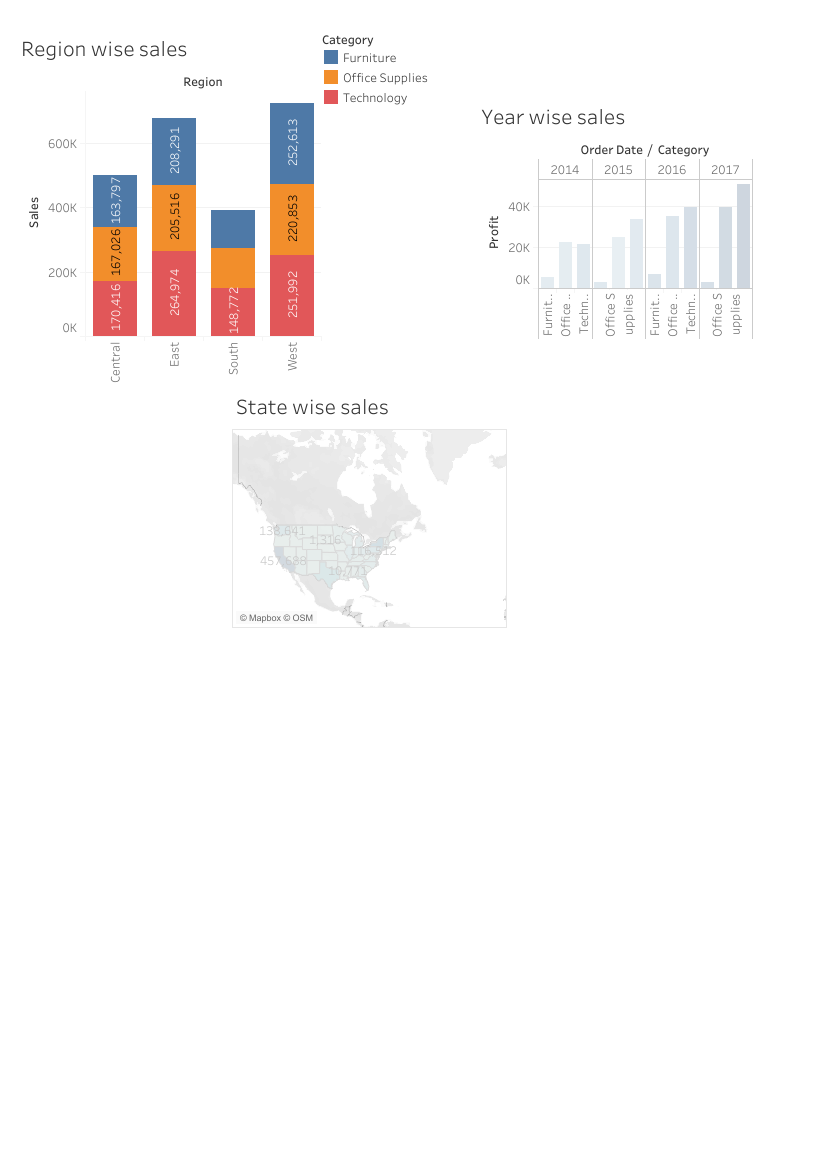 Region wise sales
Category
Furniture
Office Supplies
Technology
Region
Sales
600K
400K
200K
0K
163,797
167,026
170,416
208,291
205,516
264,974
148,772
252,613
220,853
251,992
Central
East
South
West
Year wise sales
Order Date / Category
2014
2015
2016
2017
Profit
40K
20K
0K
Furnit..
Office ..
Techn..
Office S
upplies
Furnit..
Office ..
Techn..
Office S
upplies
State wise sales
1,316
© Mapbox © OSM